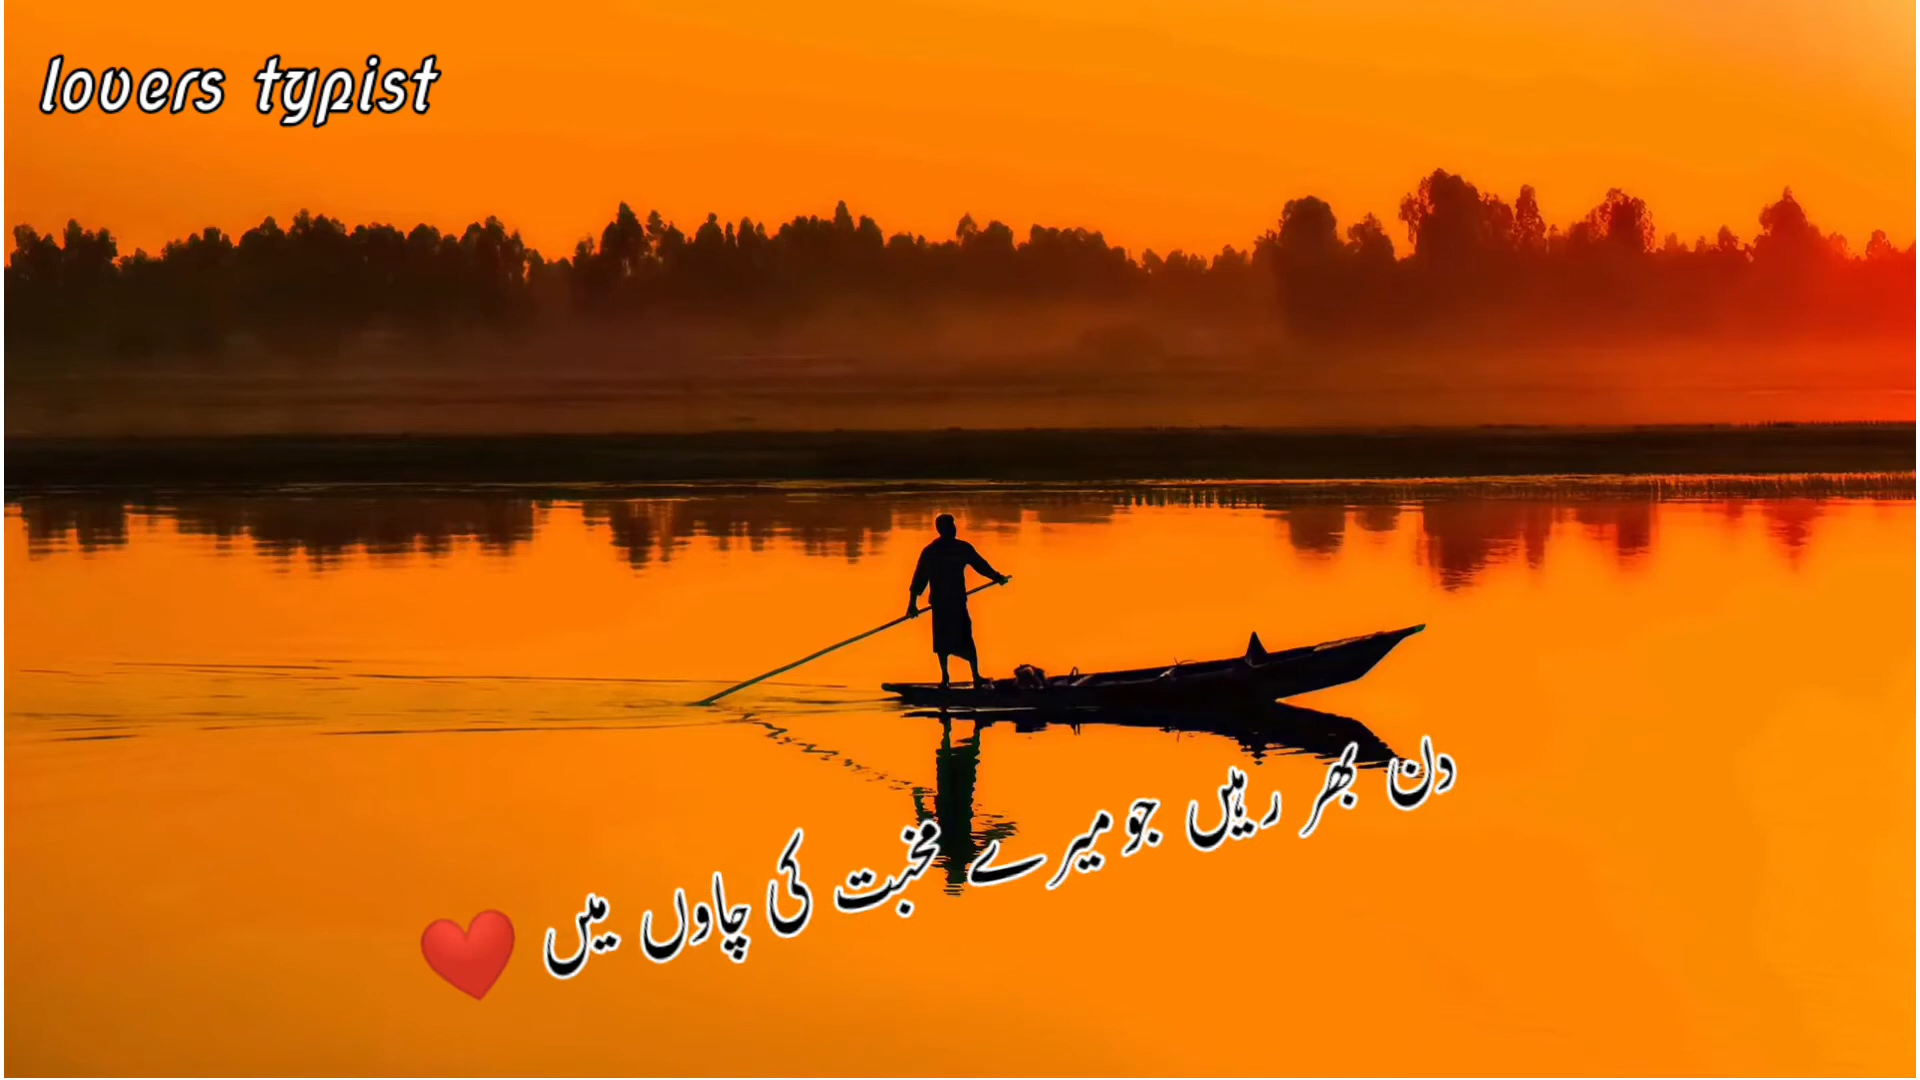 lovers typist
دن بھر رہیں جو میرے محبت کی چاوں میں ❤️